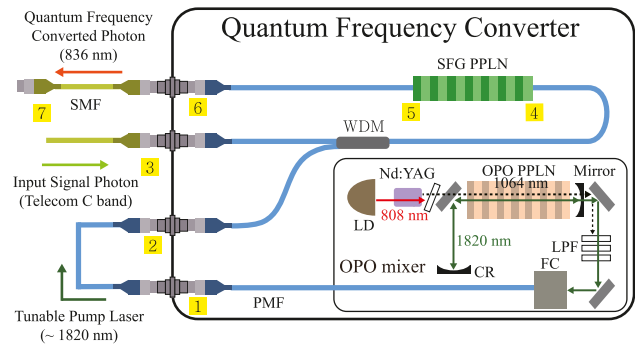 Quantum Frequency
Converted Photon
(836 nm)
Quantum Frequency Converter
SFG PPLN
7
SMF
6
5
4
WDM
3
Input Signal Photon
(Telecom C band)
Nd:YAG
OPO PPLN
Mirror
1064 nm
LD
808 nm
2
1820 nm
LPF
OPO mixer
CR
FC
1
PMF
Tunable Pump Laser
(~ 1820 nm)